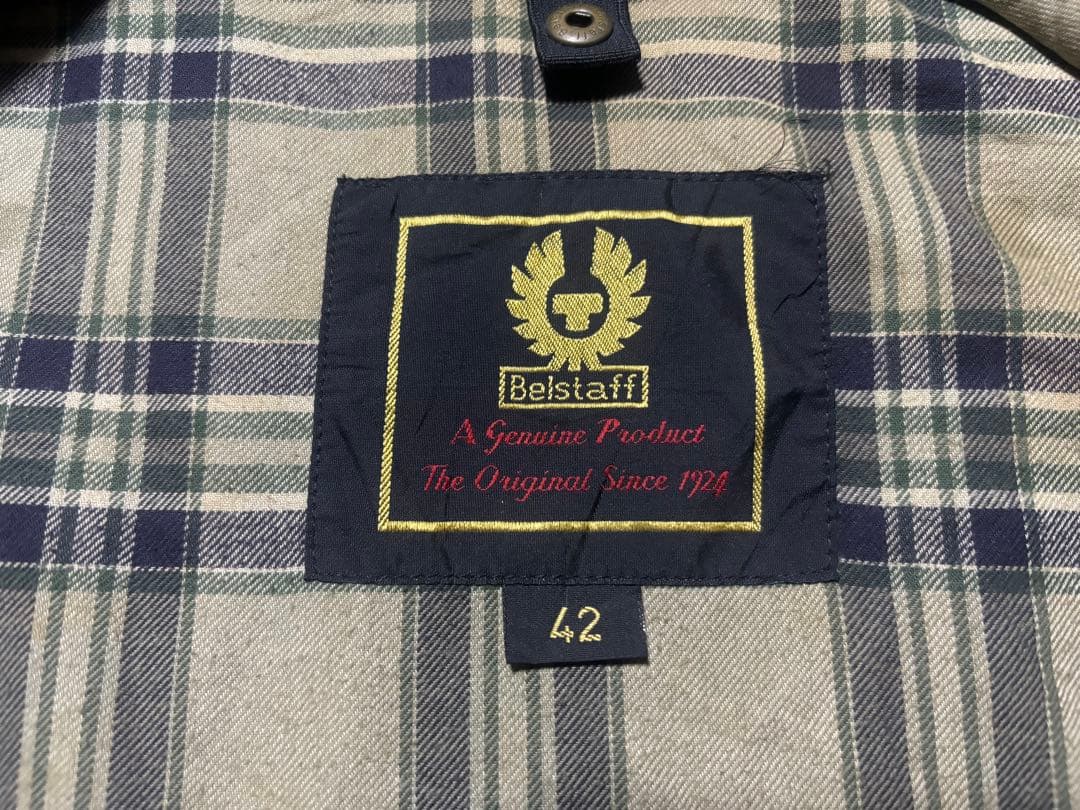 Belstaff
A Genuine Product
The Original Since 1924
42